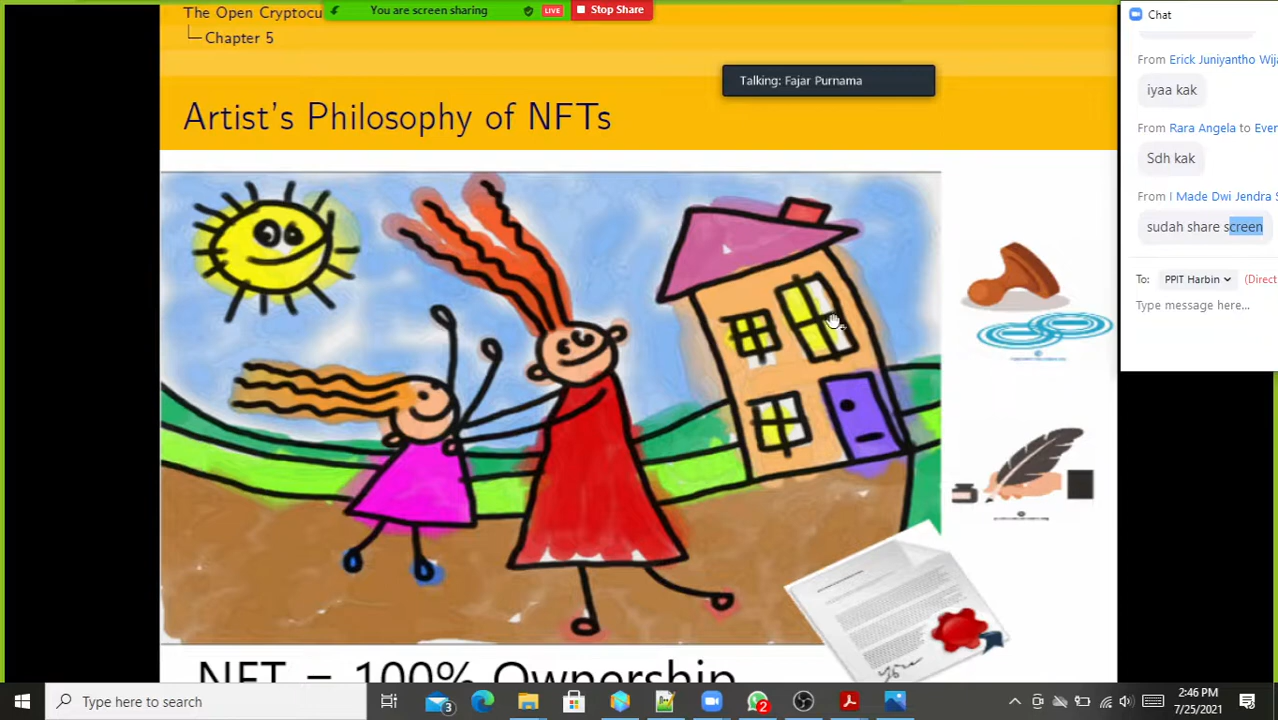 The Open Cryptocu
Chapter 5
You are screen sharing
LIVE
Stop Share
Talking: Fajar Purnama
Artist's Philosophy of NFTs
NFT = 100% Ownership
Chat
From Erick Juniyantho Wij
iyaa kak
From Rara Angela to Ever
Sdh kak
From I Made Dwi Jendra S
sudah share screen
To: PPIT Harbin (Direct
Type message here...
Type here to search
3
2
2:46 PM
7/25/2021